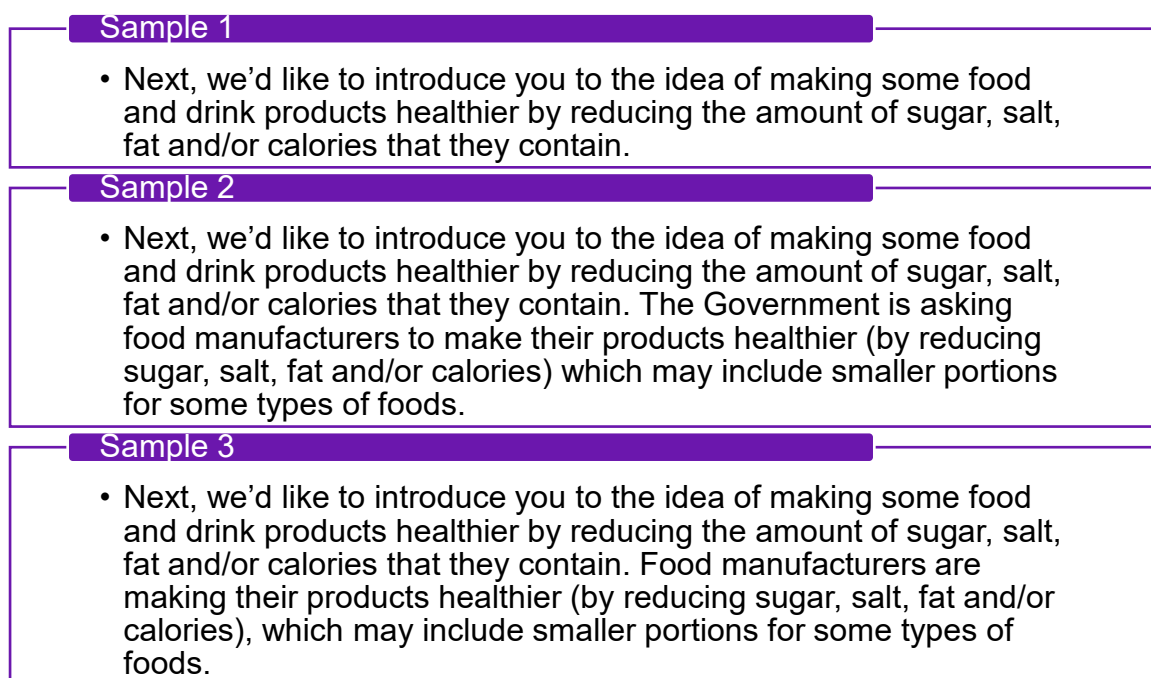 Sample 1
• Next, we’d like to introduce you to the idea of making some food
and drink products healthier by reducing the amount of sugar, salt,
fat and/or calories that they contain.
Sample 2
• Next, we’d like to introduce you to the idea of making some food
and drink products healthier by reducing the amount of sugar, salt,
fat and/or calories that they contain. The Government is asking
food manufacturers to make their products healthier (by reducing
sugar, salt, fat and/or calories) which may include smaller portions
for some types of foods.
Sample 3
• Next, we’d like to introduce you to the idea of making some food
and drink products healthier by reducing the amount of sugar, salt,
fat and/or calories that they contain. Food manufacturers are
making their products healthier (by reducing sugar, salt, fat and/or
calories), which may include smaller portions for some types of
foods.